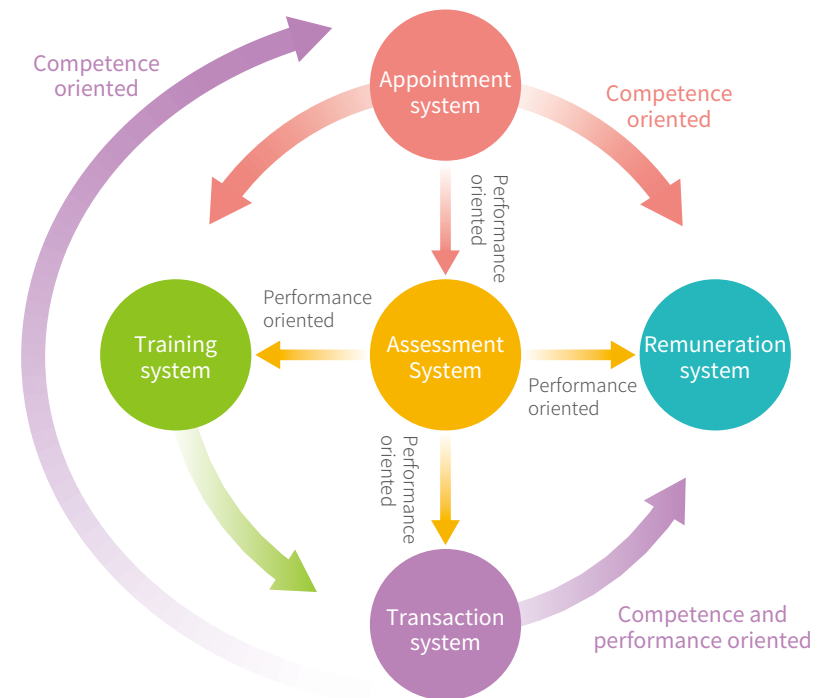 Competence
oriented
Appointment
system
Competence
oriented
Performance
oriented
Performance
oriented
Training
system
Assessment
System
Remuneration
system
Performance
oriented
Performance
oriented
Transaction
system
Competence and
performance oriented